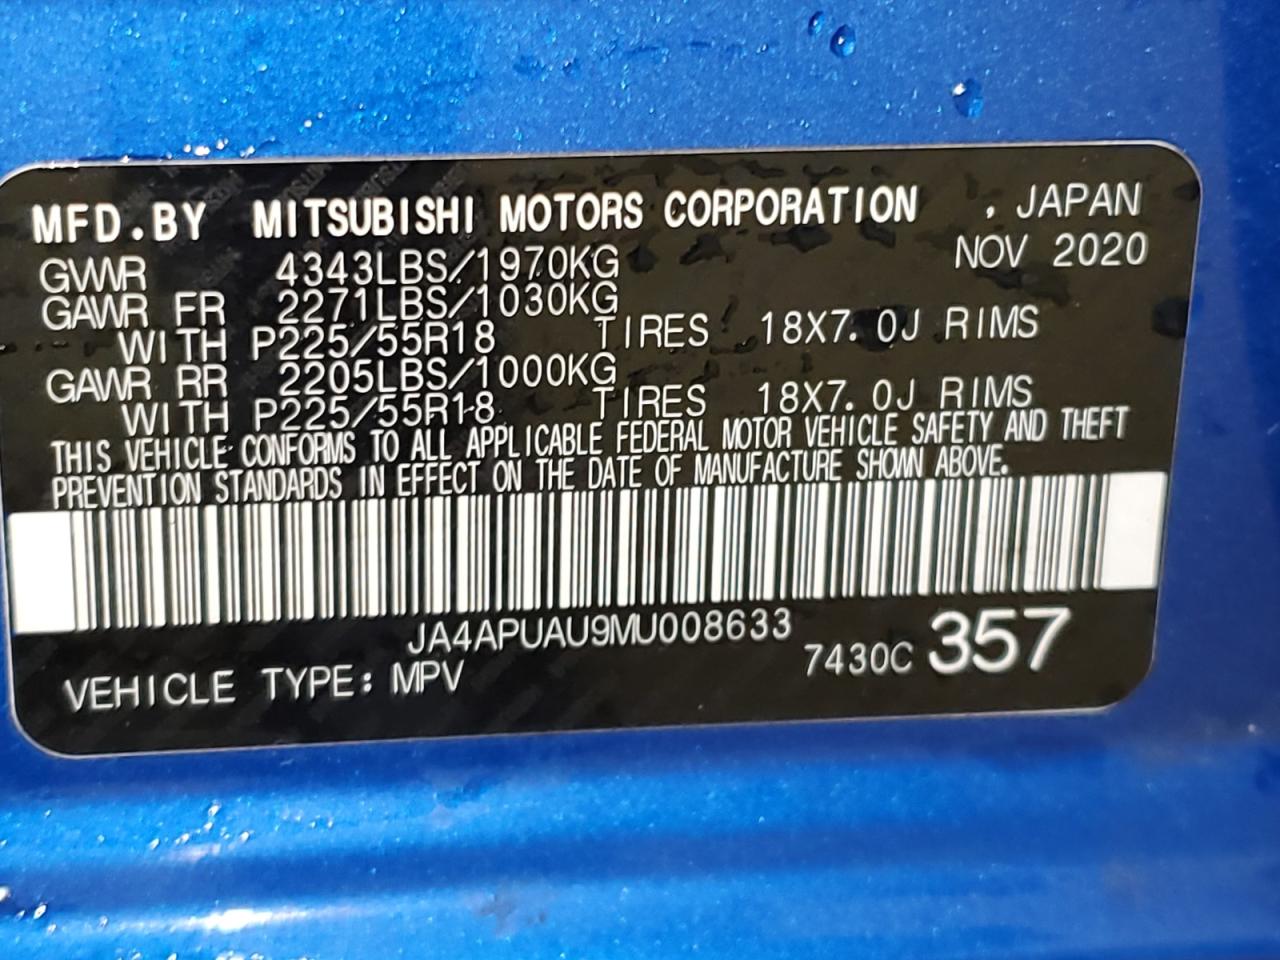 MFD.BY MITSUBISHI MOTORS CORPORATION , JAPAN
NOV 2020
GVWR 4343LBS/1970KG
GAWR FR 2271LBS/1030KG
WITH P225/55R18 TIRES 18X7.0J RIMS
GAWR RR 2205LBS/1000KG
WITH P225/55R18 TIRES 18X7.0J RIMS
THIS VEHICLE CONFORMS TO ALL APPLICABLE FEDERAL MOTOR VEHICLE SAFETY AND THEFT
PREVENTION STANDARDS IN EFFECT ON THE DATE OF MANUFACTURE SHOWN ABOVE.
JA4APUAU9MU008633
7430C 357
VEHICLE TYPE: MPV